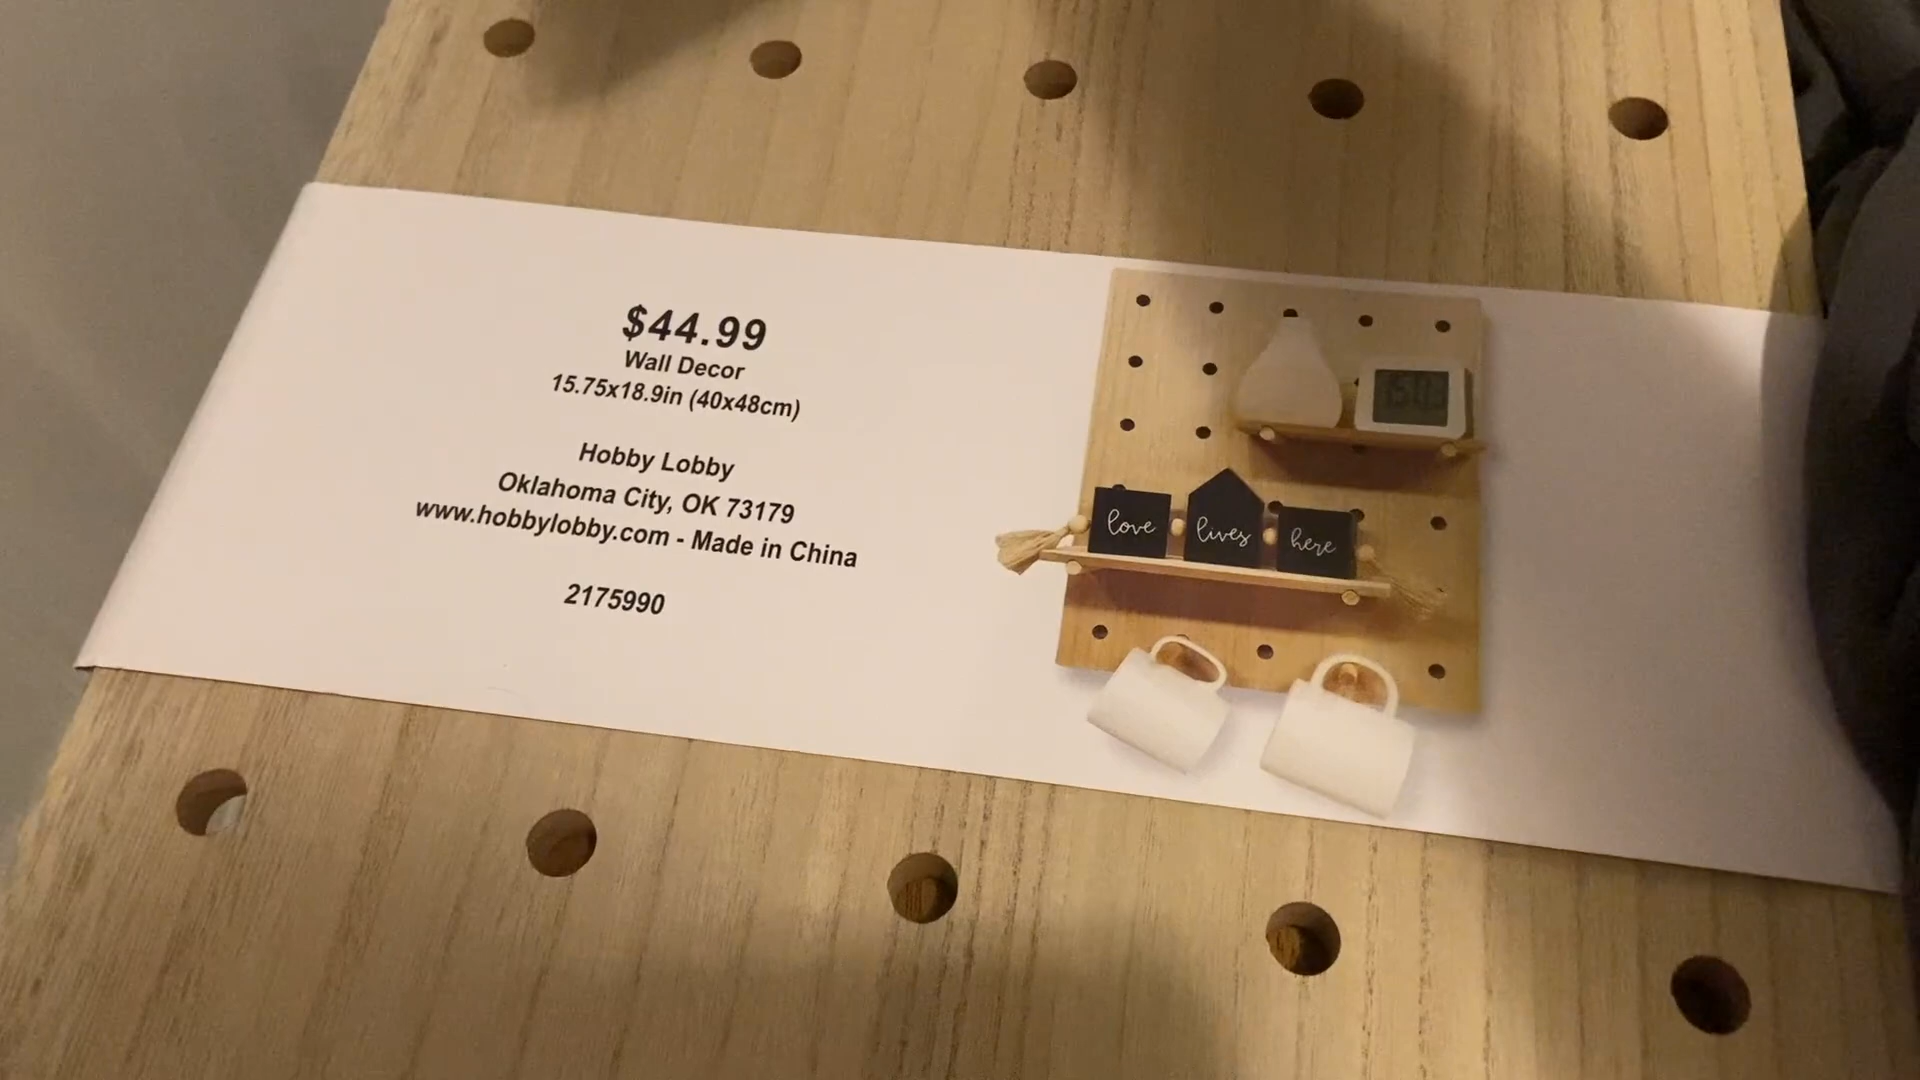 $44.99
Wall Decor
15.75x18.9in (40x48cm)
Hobby Lobby
Oklahoma City, OK 73179
www.hobbylobby.com - Made in China
2175990
love
lives
here